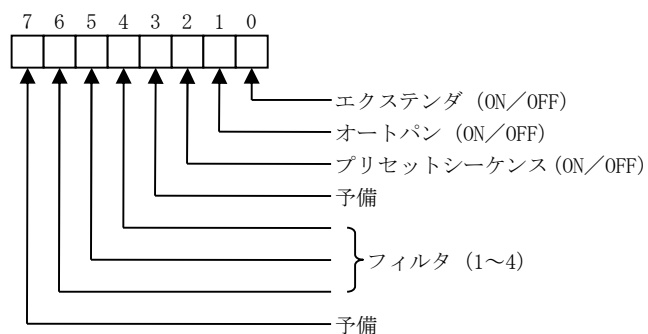 7 6 5 4 3 2 1 0
エクステンダ (ON／OFF)
オートパン (ON／OFF)
プリセットシーケンス(ON／OFF)
予備
フィルタ (1～4)
予備